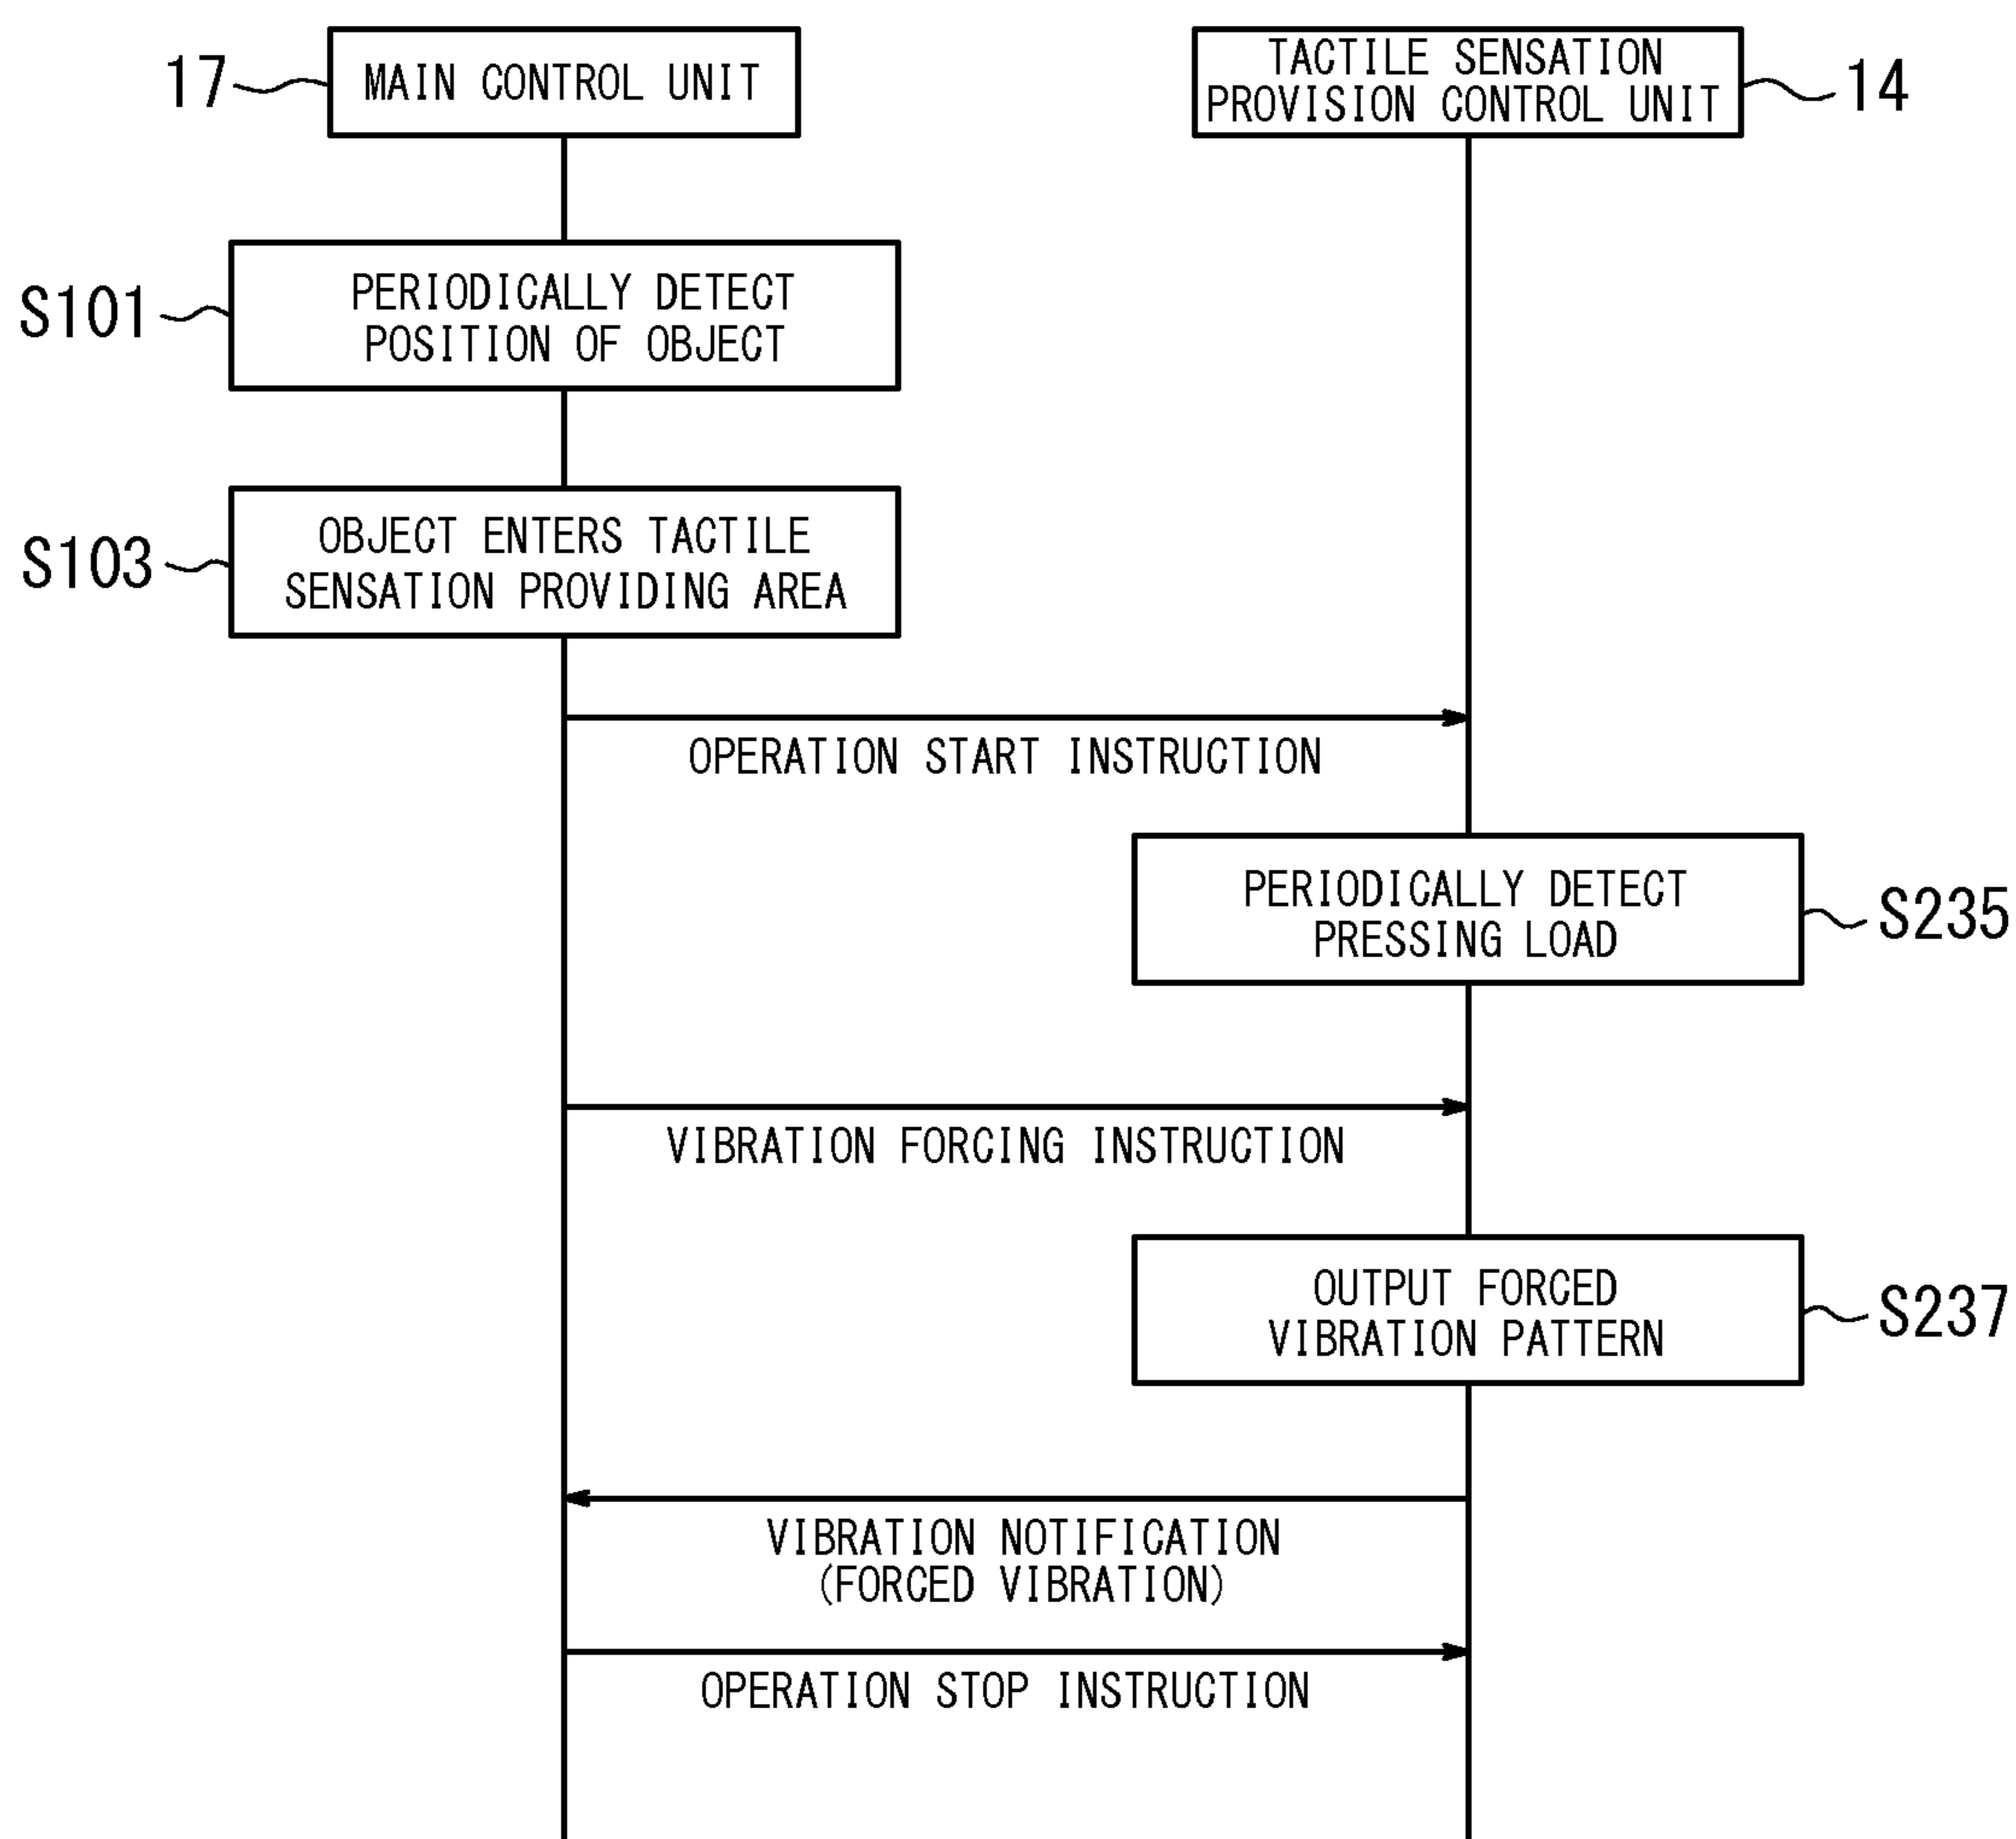 17
MAIN CONTROL UNIT
TACTILE SENSATION
PROVISION CONTROL UNIT
14
S101
PERIODICALLY DETECT
POSITION OF OBJECT
S103
OBJECT ENTERS TACTILE
SENSATION PROVIDING AREA
OPERATION START INSTRUCTION
PERIODICALLY DETECT
PRESSING LOAD
S235
VIBRATION FORCING INSTRUCTION
OUTPUT FORCED
VIBRATION PATTERN
S237
VIBRATION NOTIFICATION
(FORCED VIBRATION)
OPERATION STOP INSTRUCTION